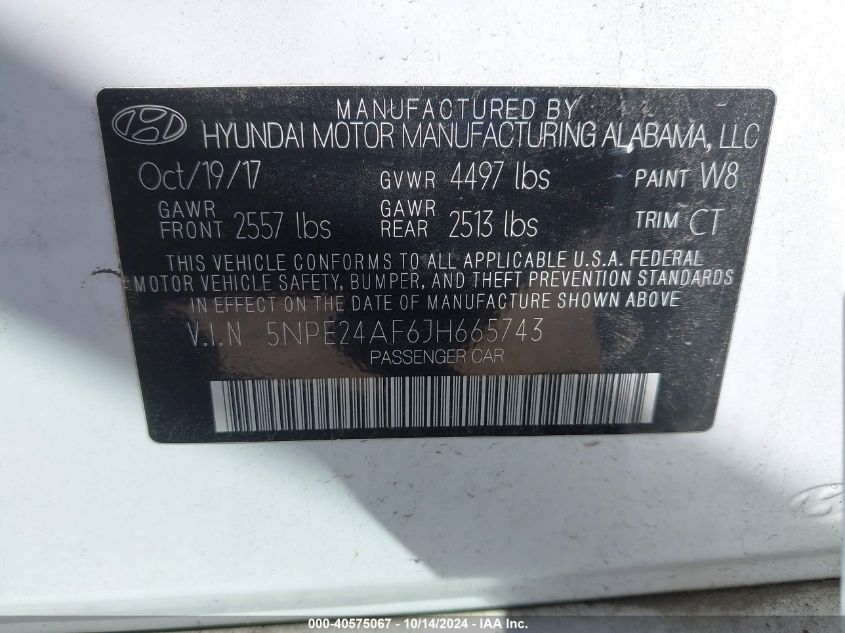 MANUFACTURED BY
HYUNDAI MOTOR MANUFACTURING ALABAMA, LLC
Oct/19/17 GVWR 4497 lbs PAINT W8
GAWR FRONT 2557 lbs GAWR REAR 2513 lbs TRIM CT
THIS VEHICLE CONFORMS TO ALL APPLICABLE U.S.A. FEDERAL
MOTOR VEHICLE SAFETY, BUMPER, AND THEFT PREVENTION STANDARDS
IN EFFECT ON THE DATE OF MANUFACTURE SHOWN ABOVE.
V.I.N 5NPE24AF6JH665743
PASSENGER CAR
000-40575067 - 10/14/2024 - IAA Inc.